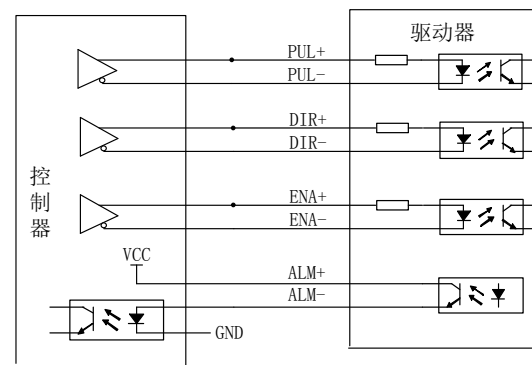 驱动器
PUL+
PUL-
DIR+
DIR-
控制器
ENA+
ENA-
VCC
ALM+
ALM-
GND